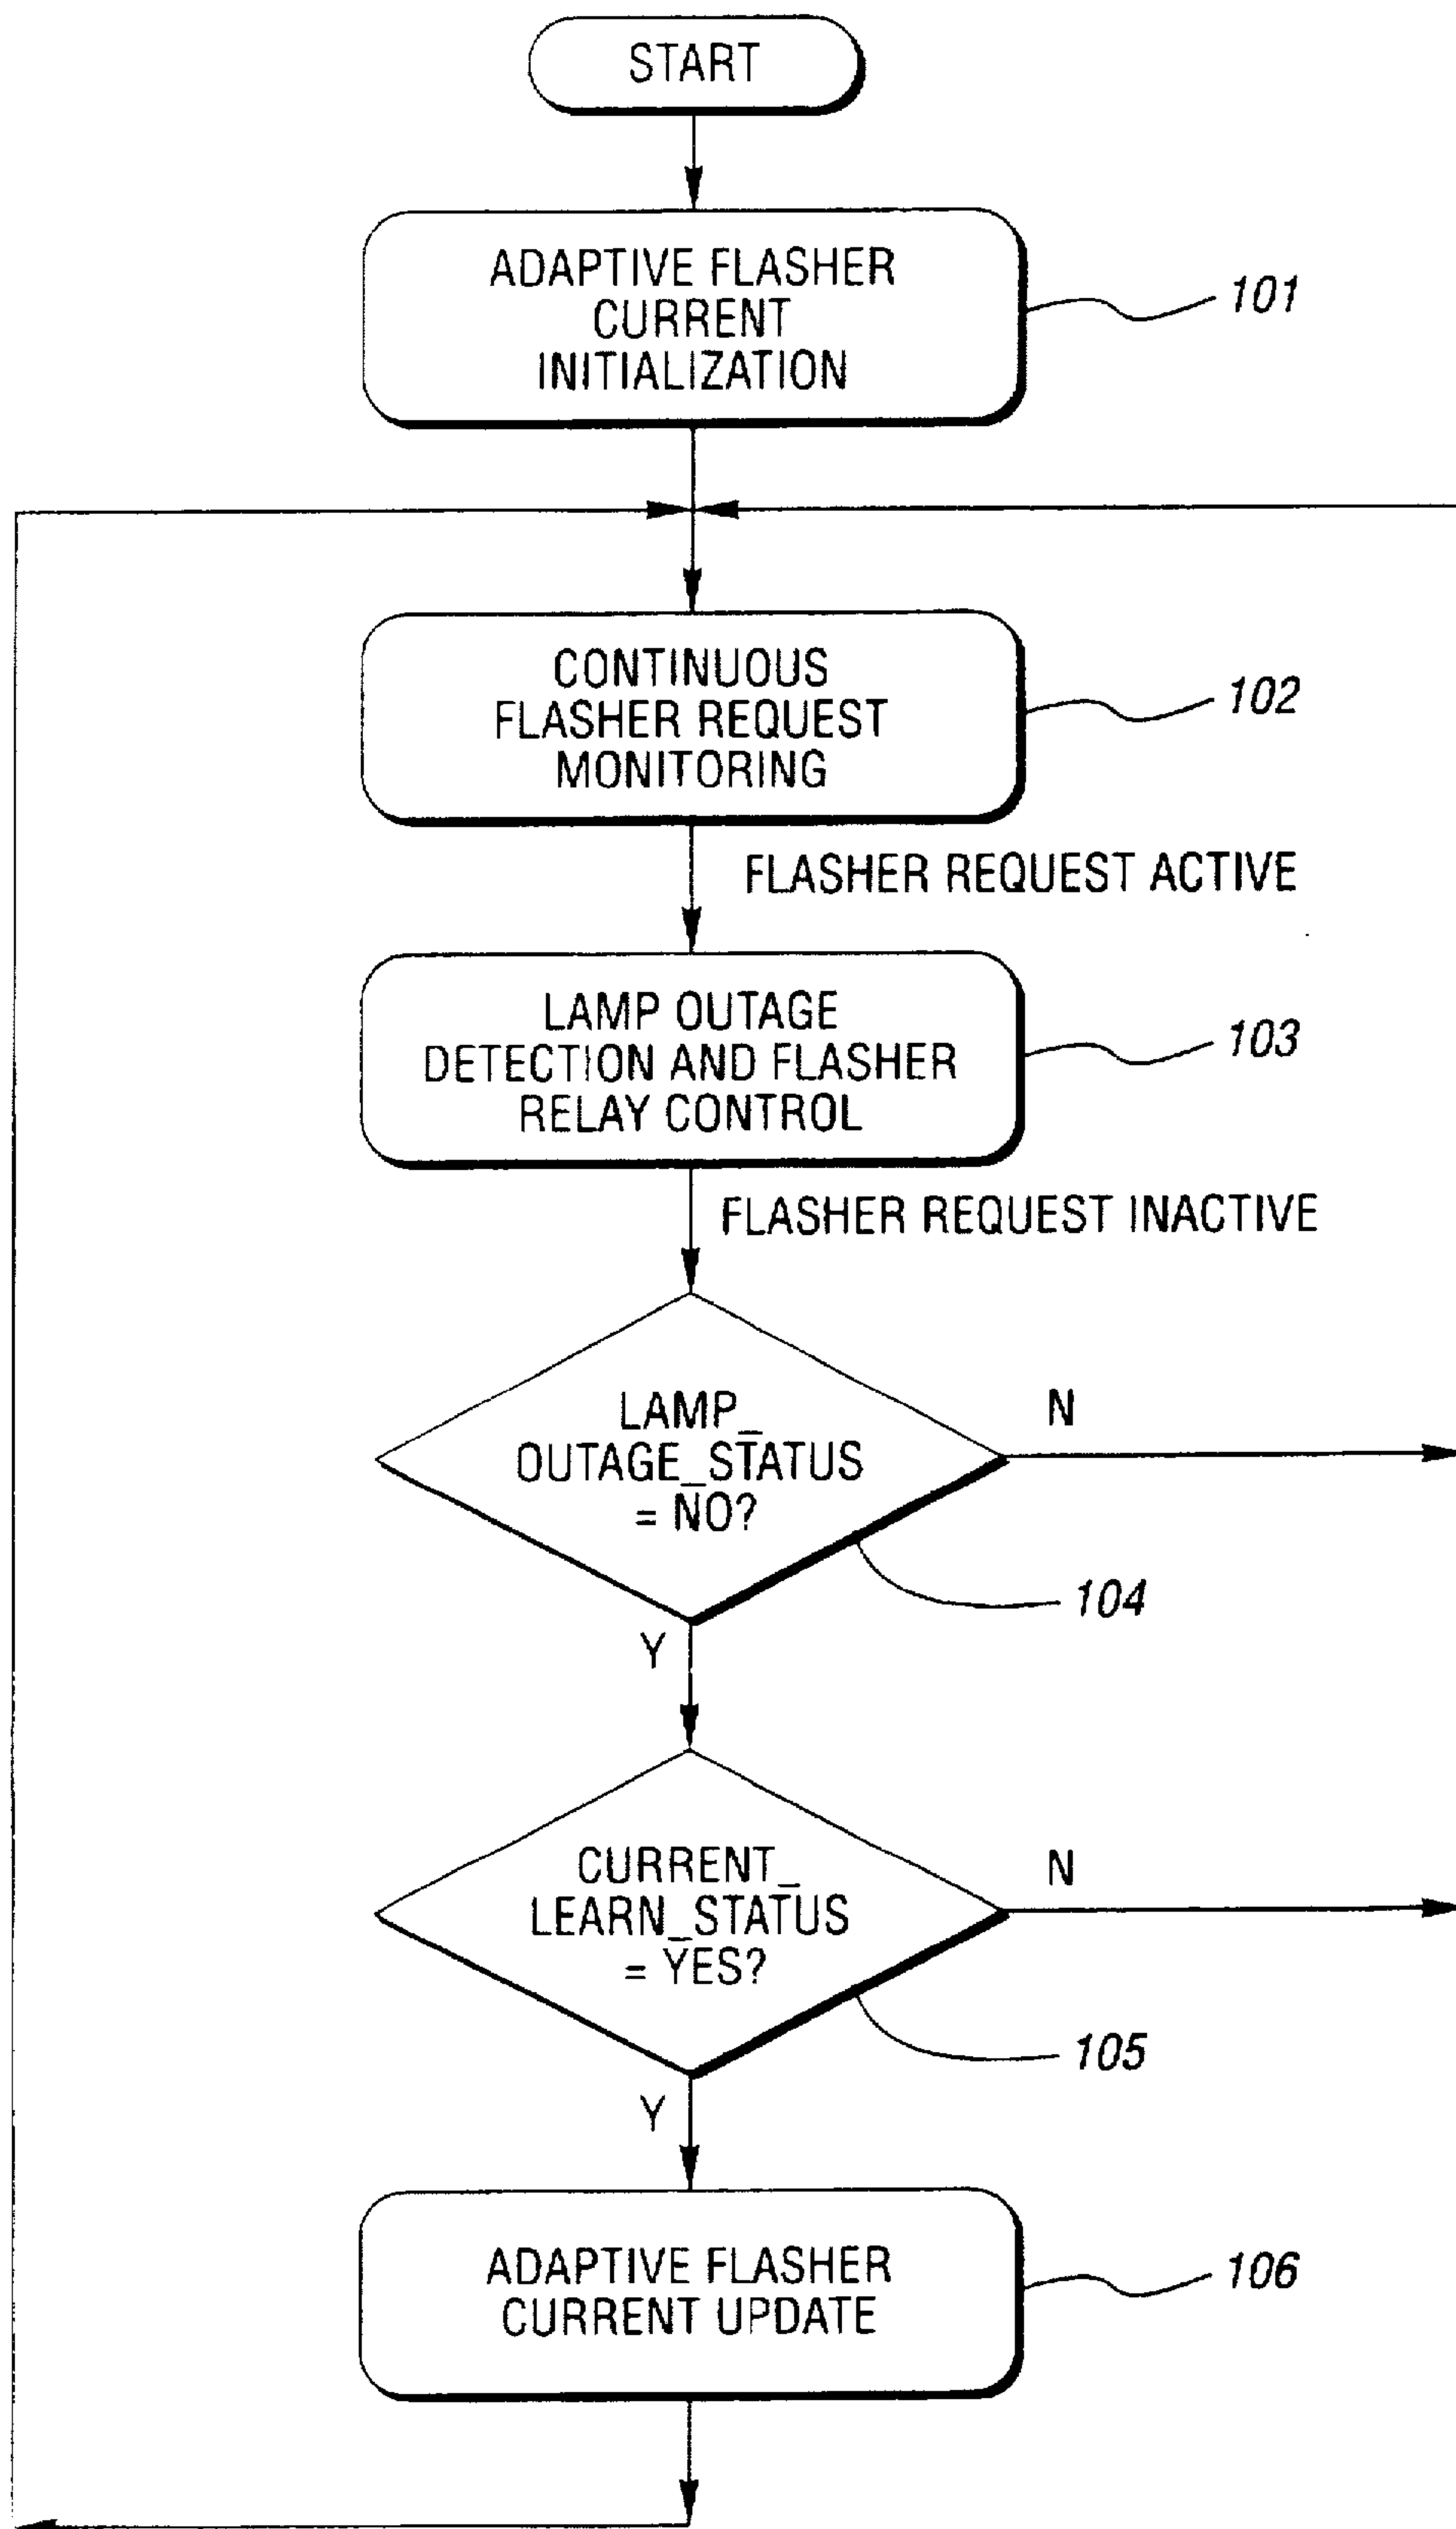 START
ADAPTIVE FLASHER
CURRENT
INITIALIZATION
101
CONTINUOUS
FLASHER REQUEST
MONITORING
102
FLASHER REQUEST ACTIVE
LAMP OUTAGE
DETECTION AND FLASHER
RELAY CONTROL
103
FLASHER REQUEST INACTIVE
LAMP_
OUTAGE_STATUS
= NO?
N
104
Y
CURRENT_
LEARN_STATUS
= YES?
N
105
Y
ADAPTIVE FLASHER
CURRENT UPDATE
106